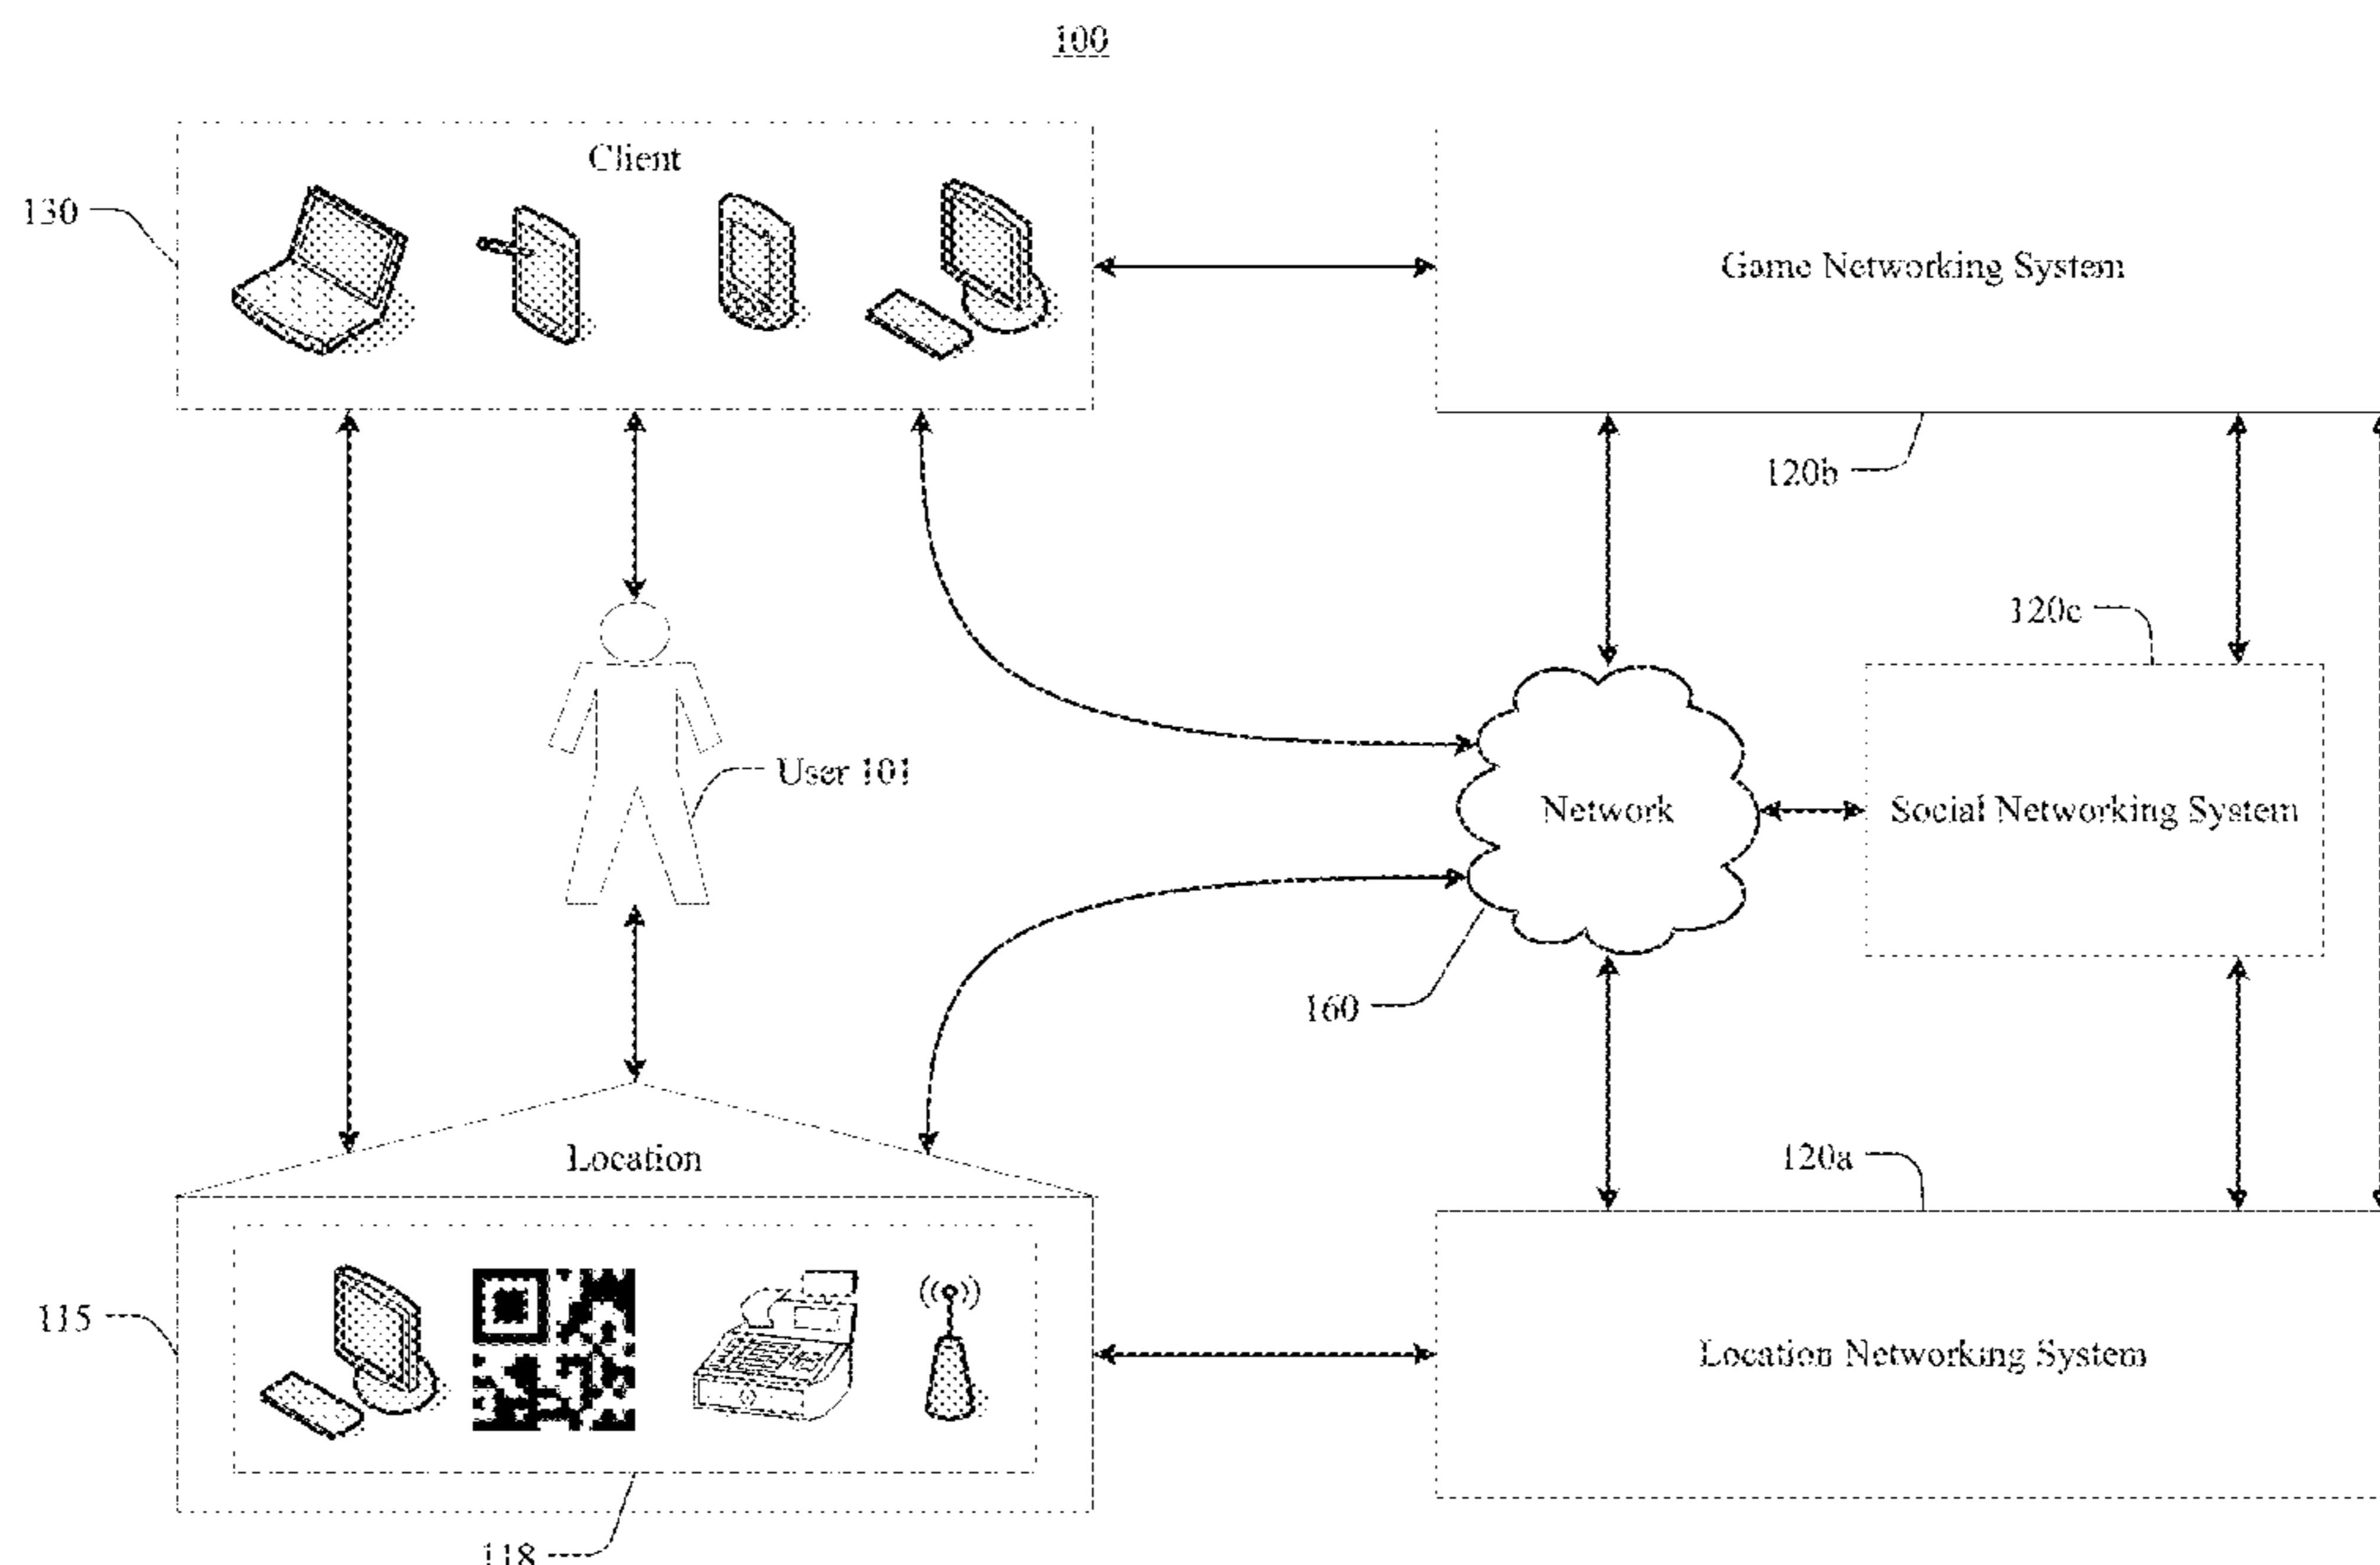 100
Client
130
Game Networking System
120b
120c
User 101
Network
Social Networking System
160
120a
Location
115
Location Networking System
118